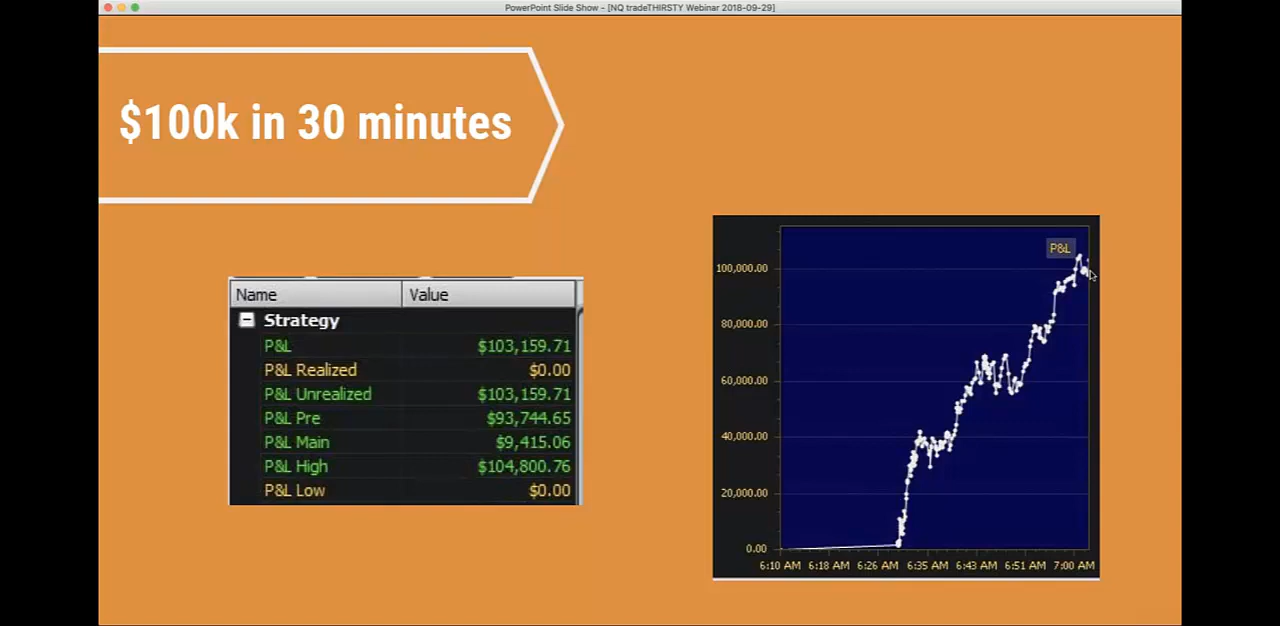 PowerPoint Slide Show - [NQ tradeTHIRSTY Webinar 2018-09-29]
$100k in 30 minutes
Name Value
Strategy
P&L $103,159.71
P&L Realized $0.00
P&L Unrealized $103,159.71
P&L Pre $93,744.65
P&L Main $9,415.06
P&L High $104,800.76
P&L Low $0.00
P&L
100,000.00
80,000.00
60,000.00
40,000.00
20,000.00
0.00
6:10 AM 6:18 AM 6:26 AM 6:35 AM 6:43 AM 6:51 AM 7:00 AM